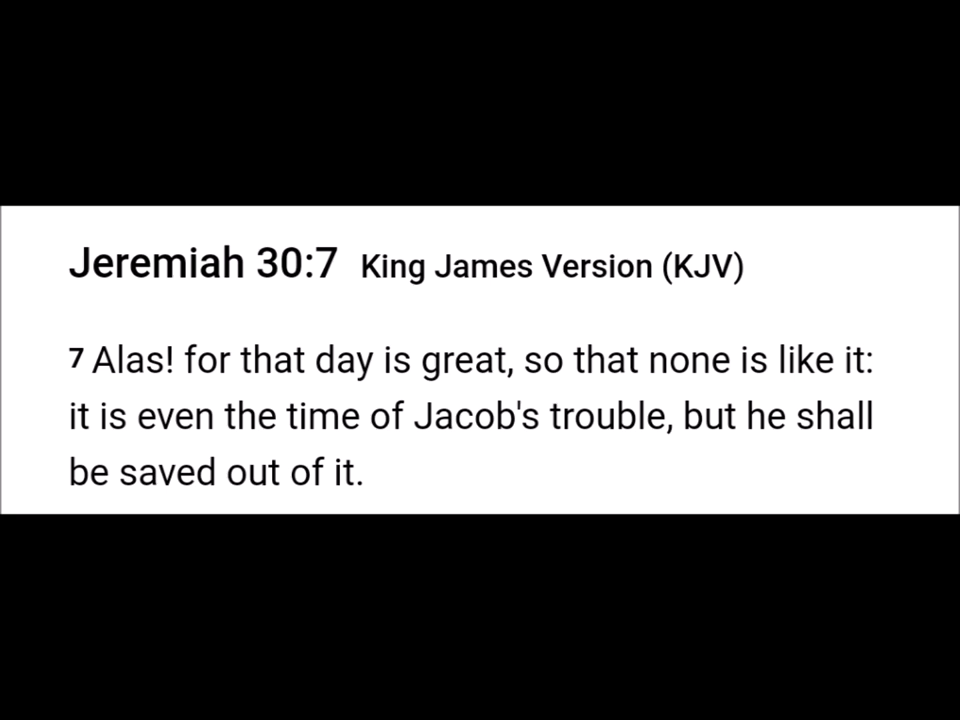 Jeremiah 30:7 King James Version (KJV)
7 Alas! for that day is great, so that none is like it:
it is even the time of Jacob's trouble, but he shall
be saved out of it.